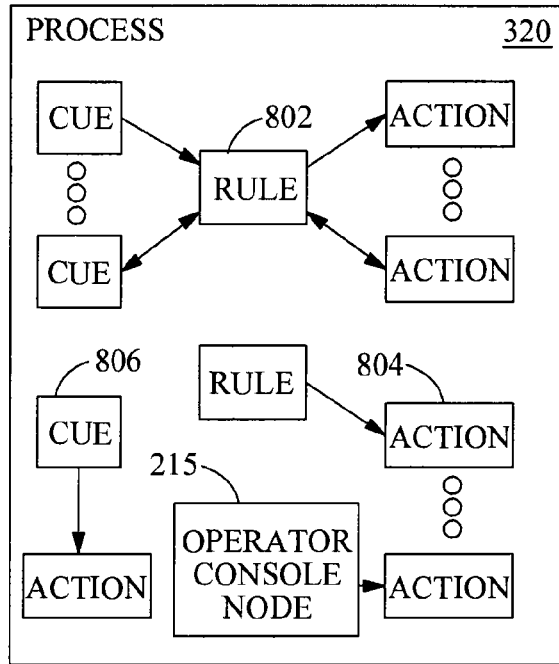 PROCESS 320
CUE 802 ACTION
RULE
CUE ACTION
806 RULE 804
CUE ACTION
215
OPERATOR
CONSOLE
NODE
ACTION ACTION